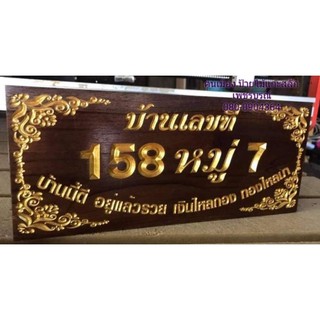 บ้านเลขที่
158 หมู่ 7
บ้านนี้ดี อยู่แล้วรวย เงินไหลกอง ทองไหลมา